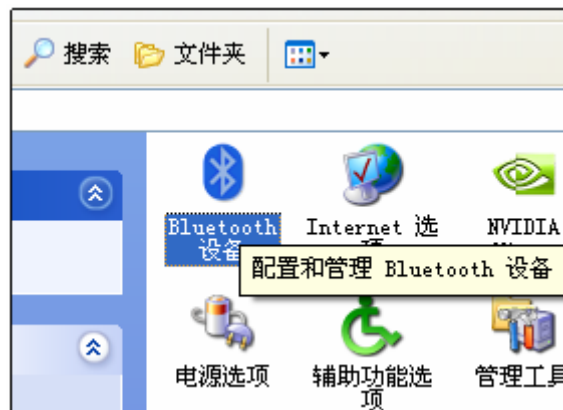 搜索 文件夹
Bluetooth Internet 选 NVIDIA
设备
配置和管理 Bluetooth 设备
电源选项 辅助功能选 管理工具
项